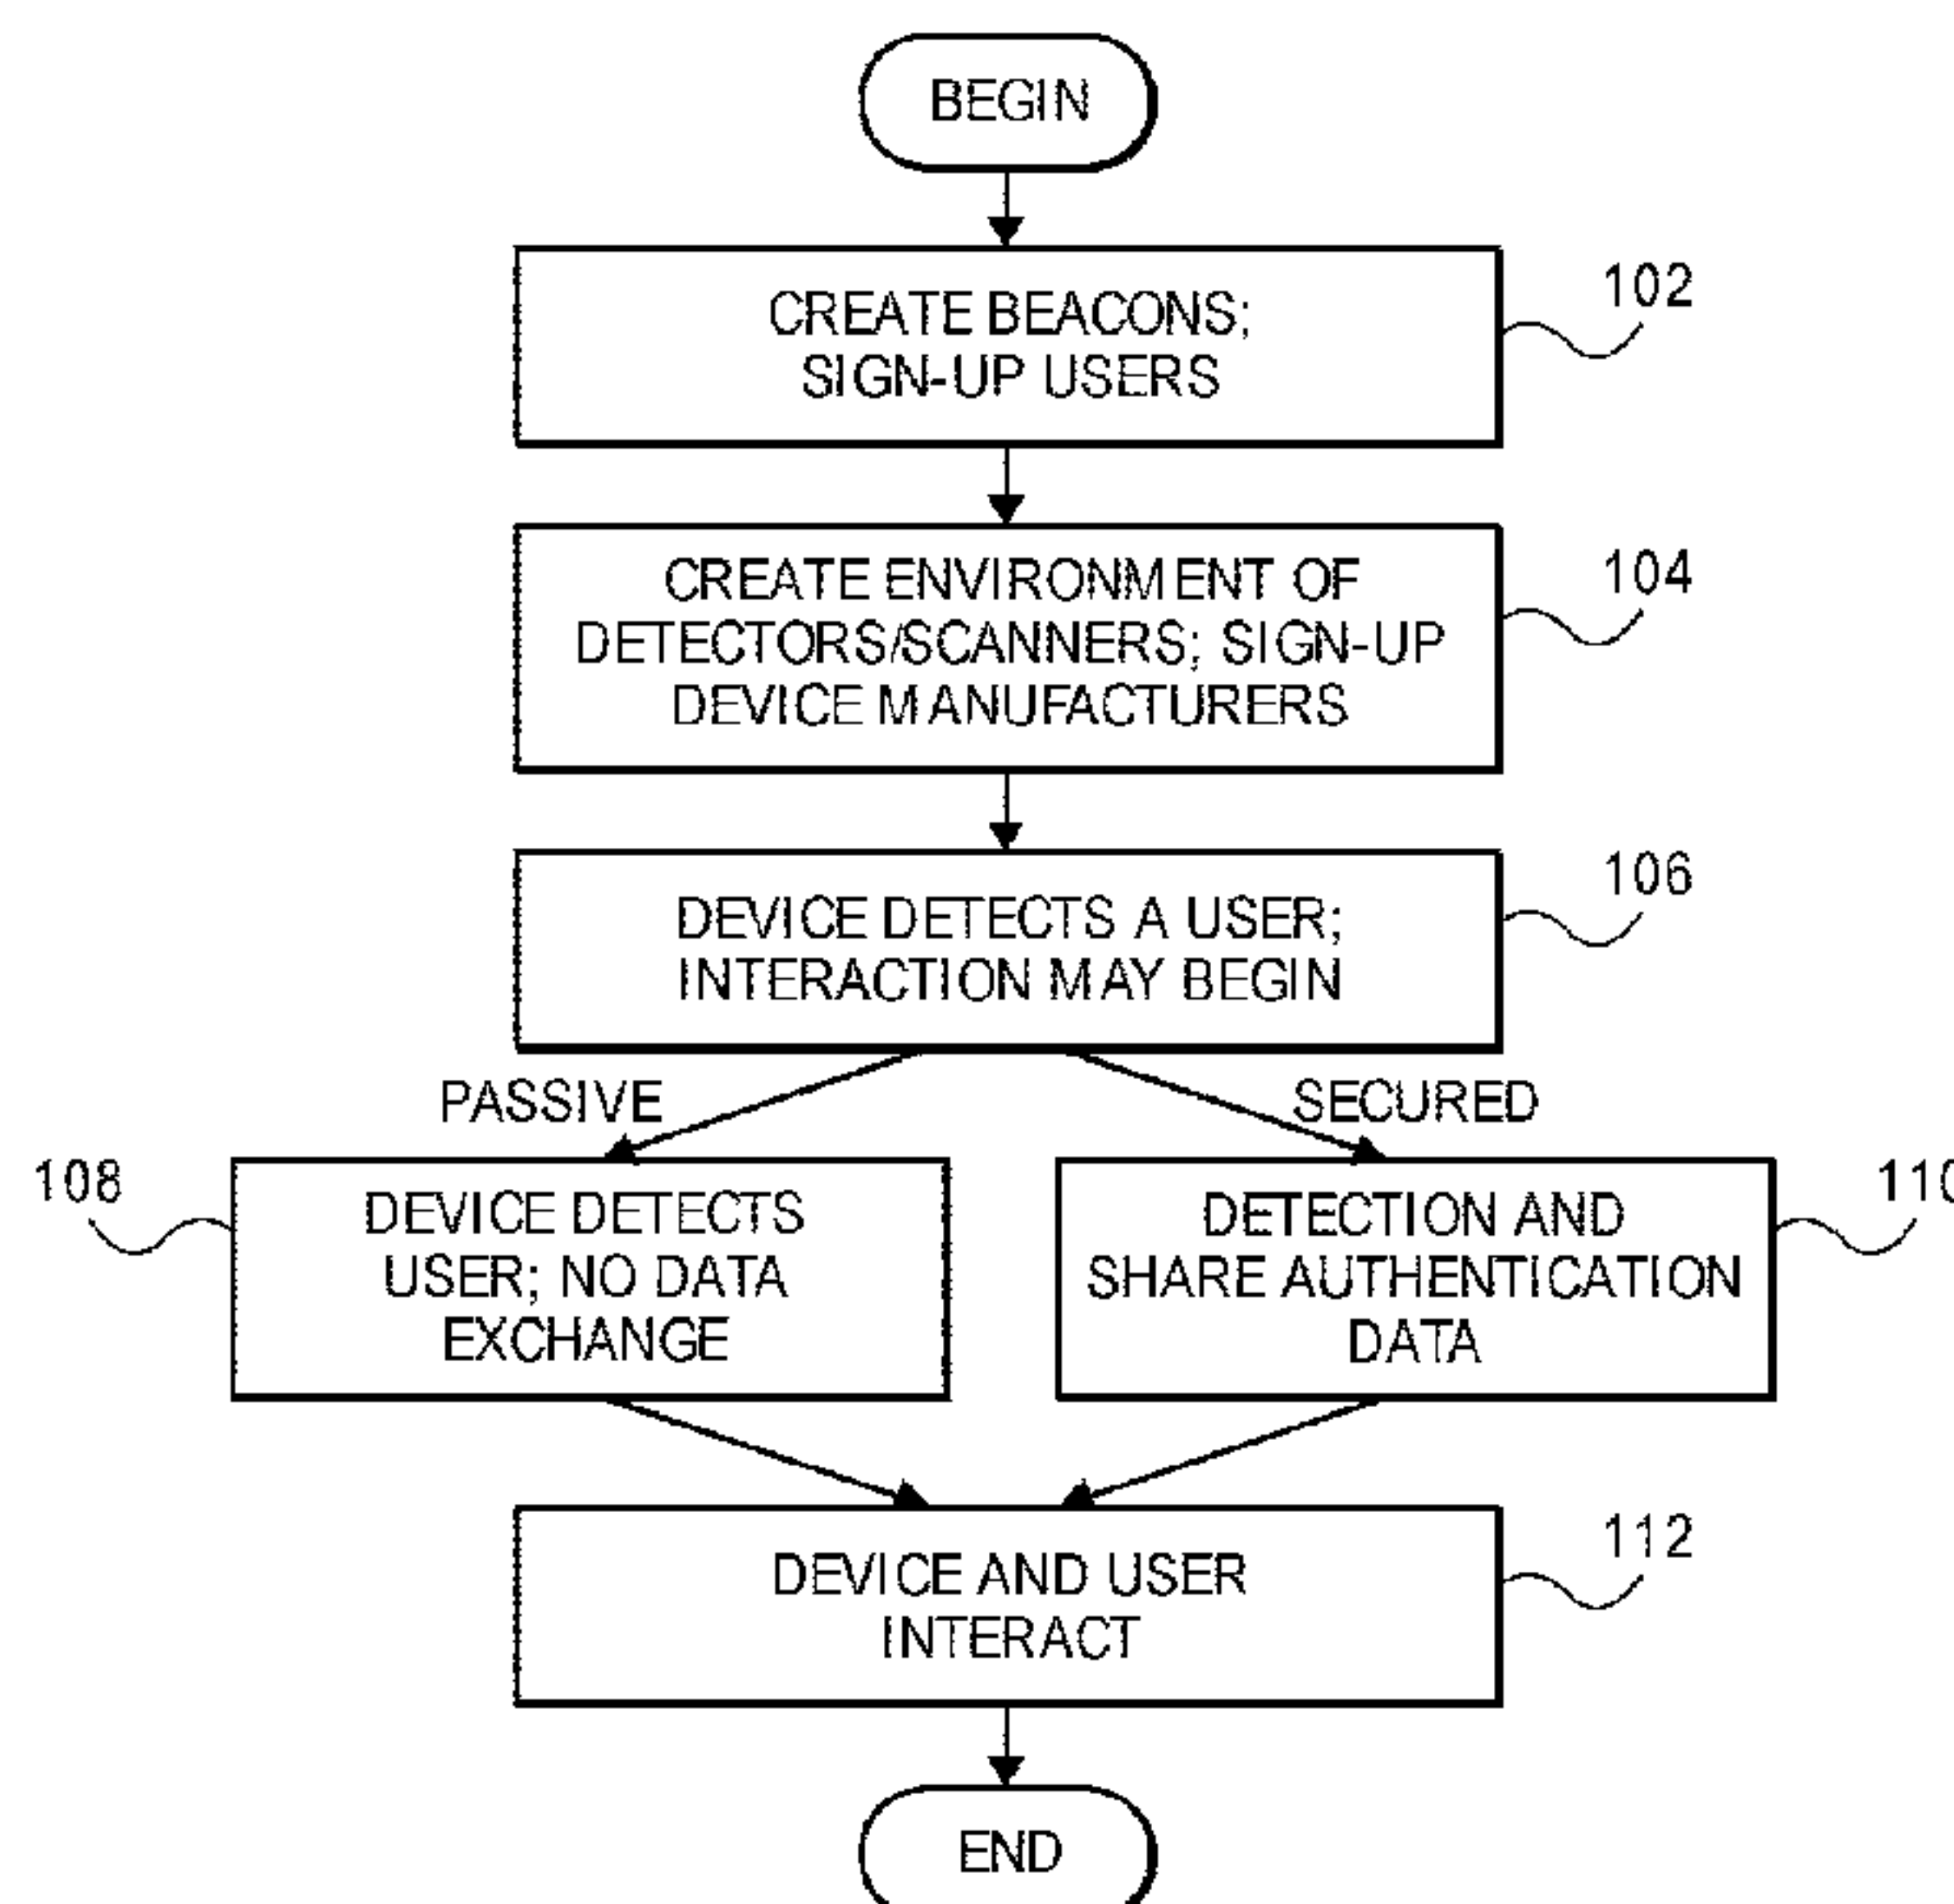 BEGIN
CREATE BEACONS;
SIGN-UP USERS
102
CREATE ENVIRONMENT OF
DETECTORS/SCANNERS; SIGN-UP
DEVICE MANUFACTURERS
104
DEVICE DETECTS A USER;
INTERACTION MAY BEGIN
106
PASSIVE
SECURED
108
DEVICE DETECTS
USER; NO DATA
EXCHANGE
DETECTION AND
SHARE AUTHENTICATION
DATA
110
DEVICE AND USER
INTERACT
112
END